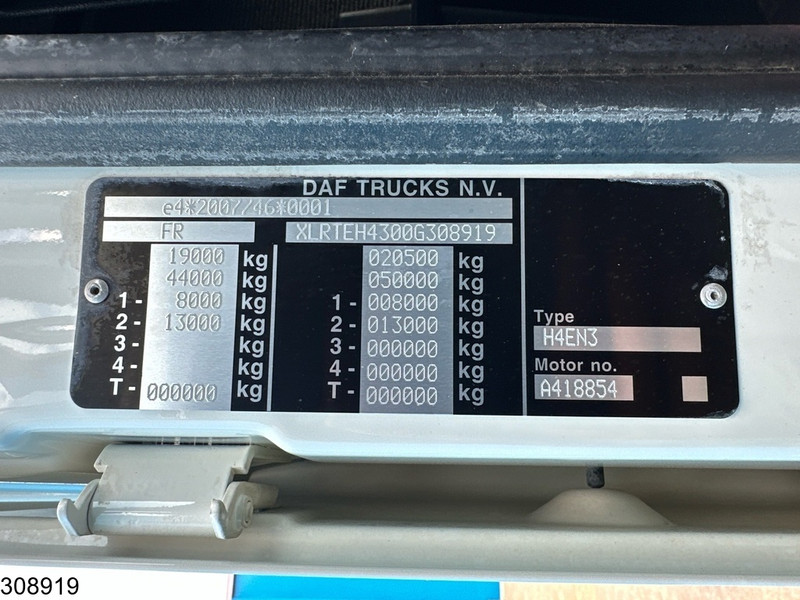 DAF TRUCKS N.V.
e4*2007/46*0001
FR XLRTEH4300G308919
19000 kg 020500 kg
44000 kg 050000 kg
1 - 8000 kg 1 - 008000 kg
2 - 13000 kg 2 - 013000 kg
3 - kg 3 - 000000 kg
4 - kg 4 - 000000 kg
T - 000000 kg T - 000000 kg
Type
H4EN3
Motor no.
A418854
308919